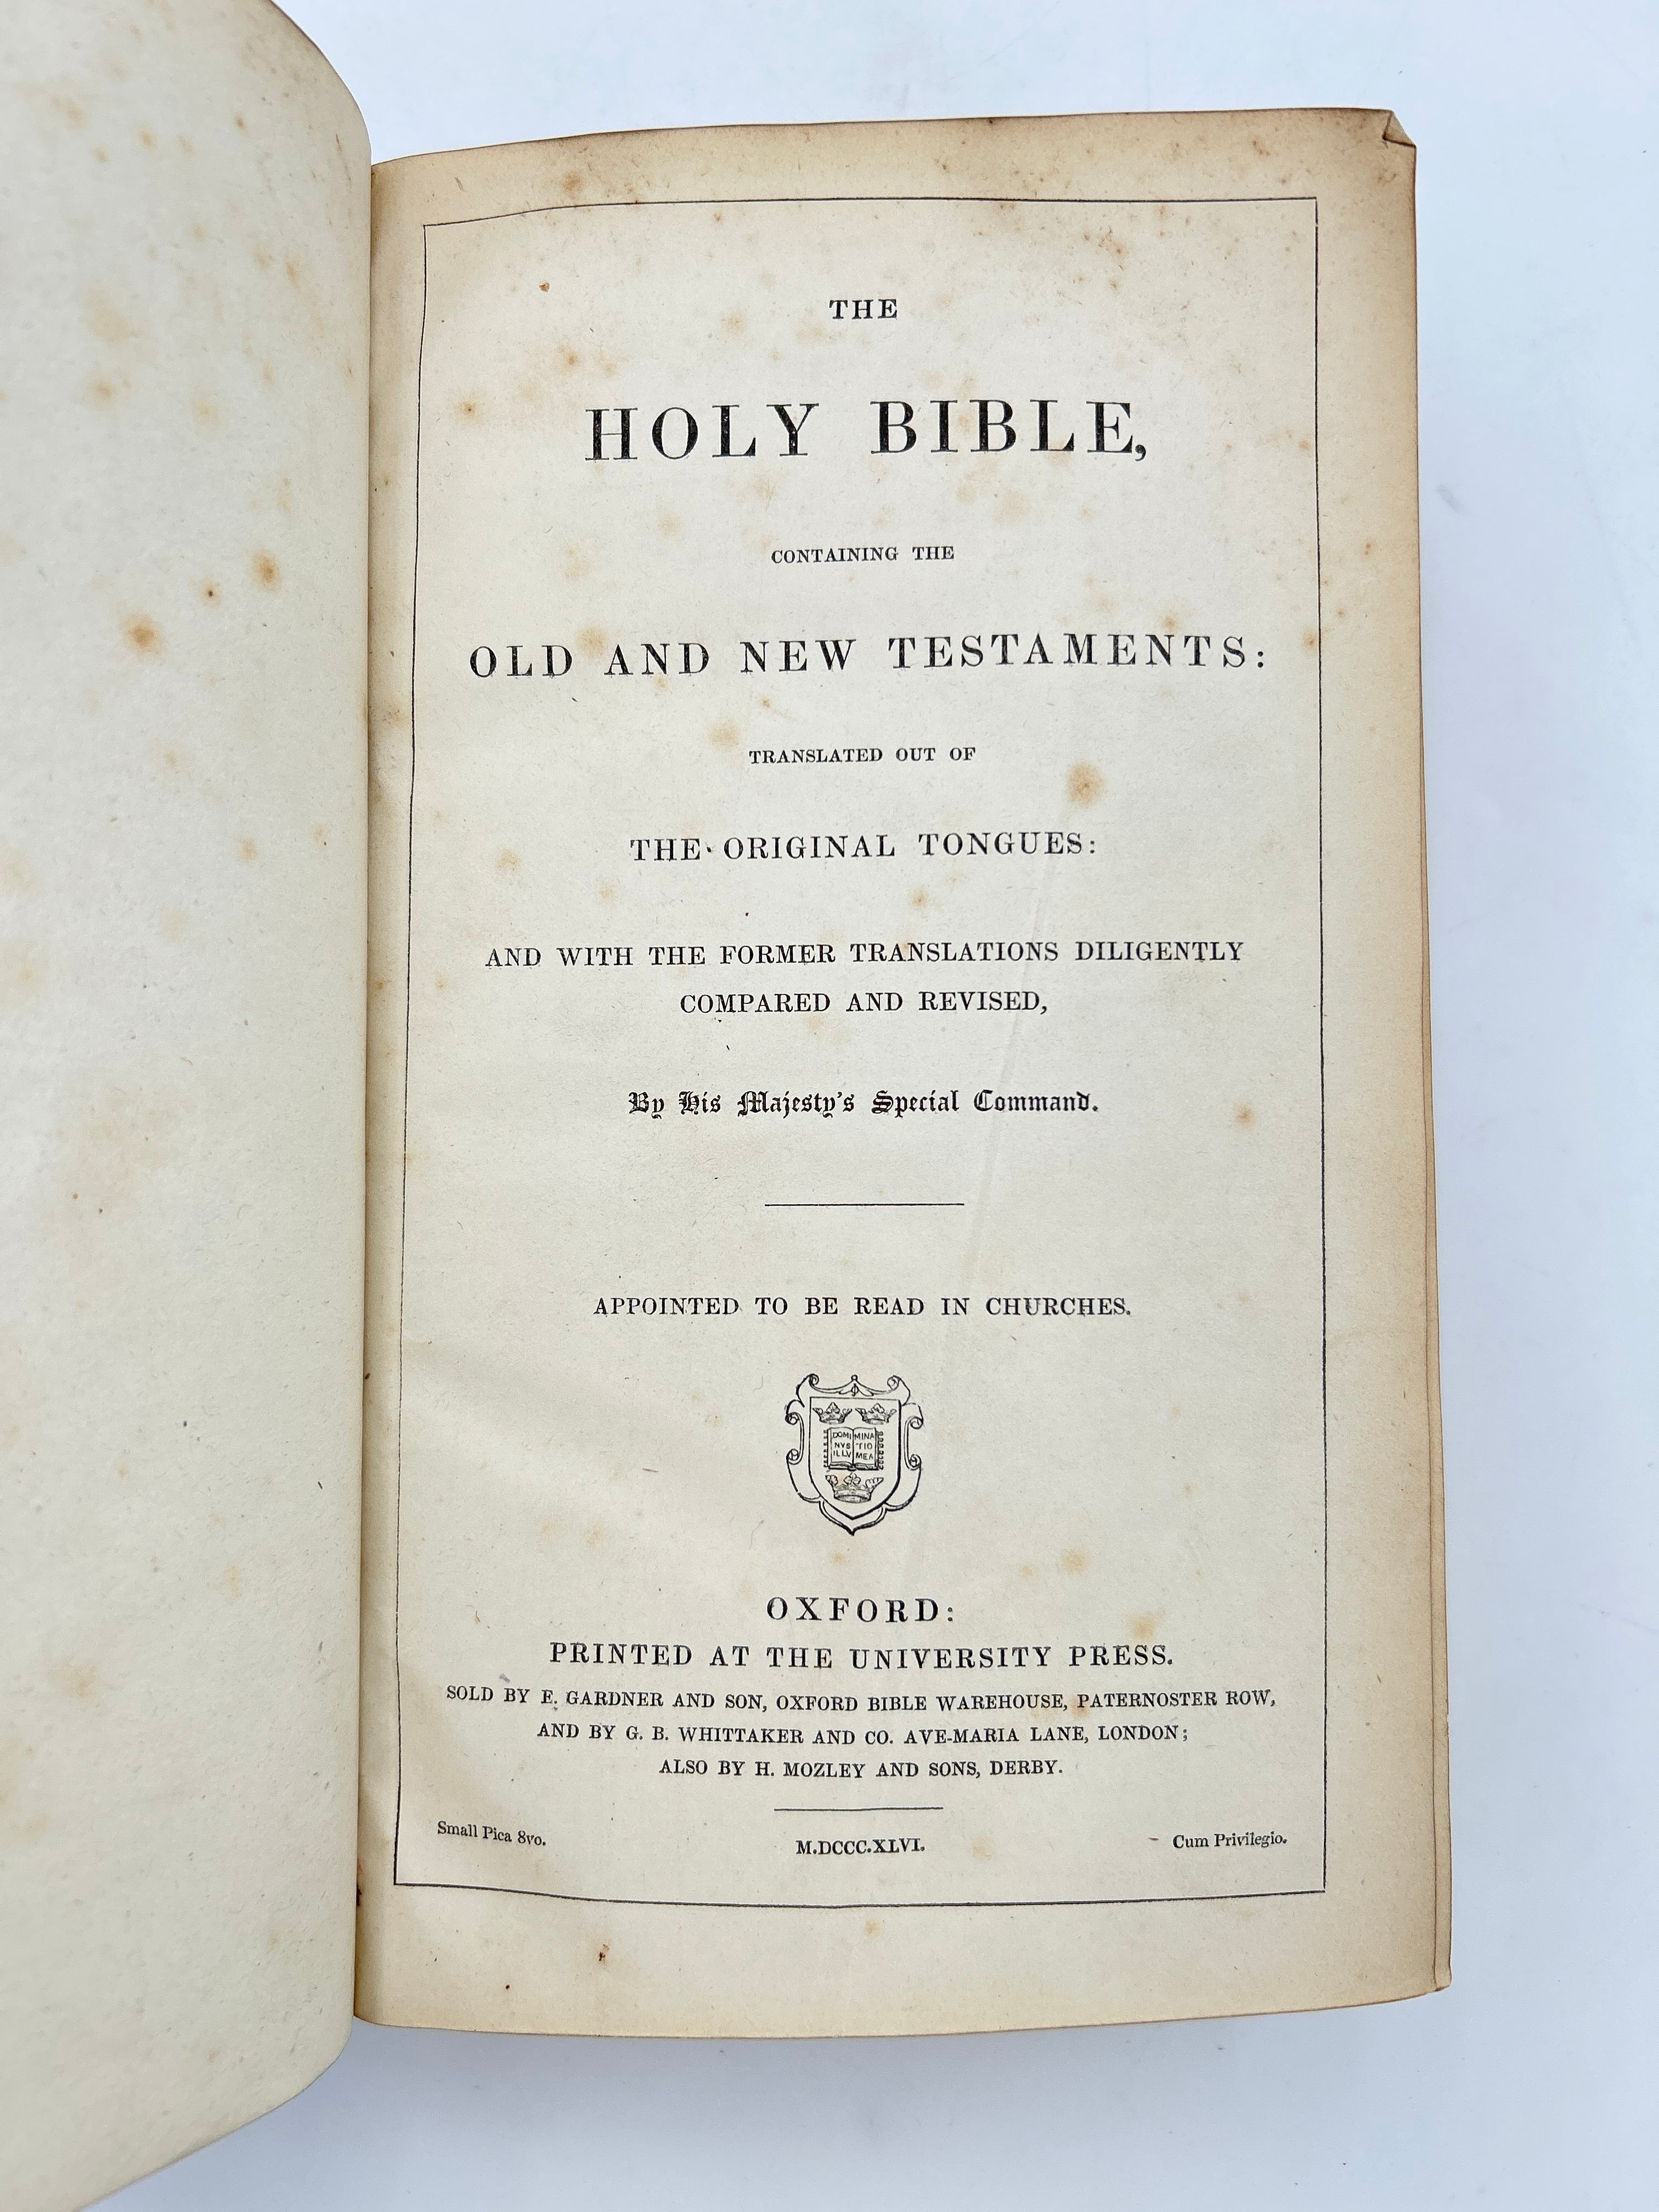 THE
HOLY BIBLE,
CONTAINING THE
OLD AND NEW TESTAMENTS:
TRANSLATED OUT OF
THE ORIGINAL TONGUES:
AND WITH THE FORMER TRANSLATIONS DILIGENTLY
COMPARED AND REVISED,
By His Majesty's Special Command.
APPOINTED TO BE READ IN CHURCHES.
DOMI MINA
NVS TIO
ILLV MEA
OXFORD:
PRINTED AT THE UNIVERSITY PRESS.
SOLD BY E. GARDNER AND SON, OXFORD BIBLE WAREHOUSE, PATERNOSTER ROW,
AND BY G. B. WHITTAKER AND CO. AVE-MARIA LANE, LONDON;
ALSO BY H. MOZLEY AND SONS, DERBY.
Small Pica 8vo. M.DCCC.XLVI. Cum Privilegio.